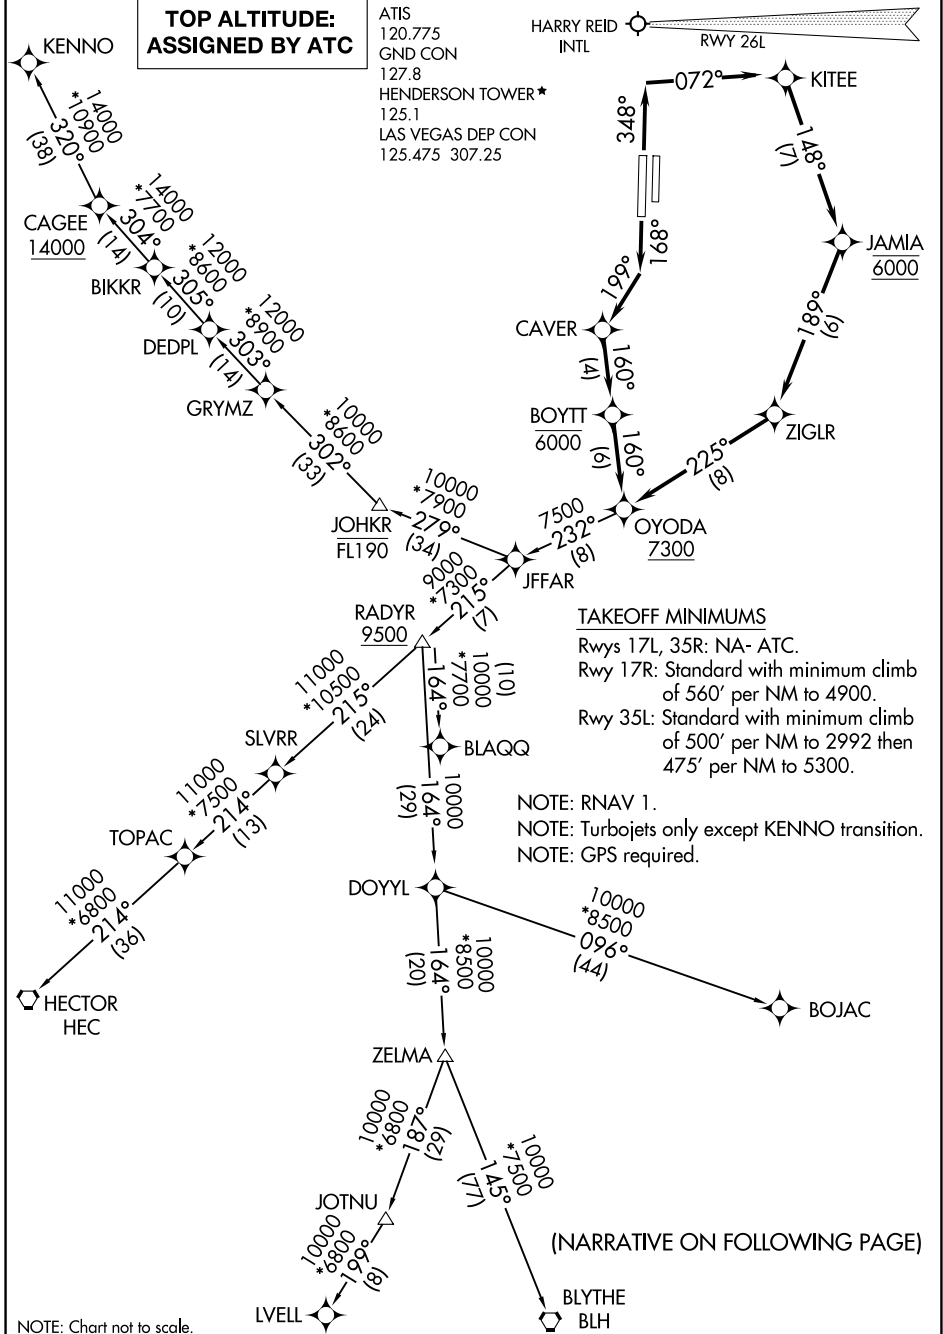 TOP ALTITUDE:
ASSIGNED BY ATC
ATIS
120.775
GND CON
127.8
HENDERSON TOWER★
125.1
LAS VEGAS DEP CON
125.475 307.25
HARRY REID
INTL
RWY 26L
KENNO
14000
*10900
320°
(38)
CAGEE
14000
14000
*7700
304°
(14)
BIKKR
12000
*8600
305°
(10)
DEDPL
12000
*8900
303°
(14)
GRYMZ
10000
*8600
302°
(33)
JOHKR
FL190
10000
*7900
279°
(34)
348°
072°
KITEE
148°
(7)
JAMIA
6000
189°
(6)
ZIGLR
225°
(8)
168°
199°
CAVER
160°
(4)
BOYTT
6000
160°
(6)
OYODA
7300
7500
232°
(8)
JFFAR
9000
*7300
215°
(7)
RADYR
9500
11000
*10500
215°
(24)
SLVRR
11000
*7500
214°
(13)
TOPAC
11000
*6800
214°
(36)
HECTOR
HEC
(10)
10000
*7700
164°
BLAQQ
10000
164°
(29)
DOYYL
10000
*8500
096°
(44)
BOJAC
10000
*8500
164°
(20)
ZELMA
10000
*6800
187°
(29)
JOTNU
10000
*6800
199°
(8)
LVELL
10000
*7500
145°
(77)
BLYTHE
BLH
TAKEOFF MINIMUMS
Rwys 17L, 35R: NA- ATC.
Rwy 17R: Standard with minimum climb
of 560' per NM to 4900.
Rwy 35L: Standard with minimum climb
of 500' per NM to 2992 then
475' per NM to 5300.
NOTE: RNAV 1.
NOTE: Turbojets only except KENNO transition.
NOTE: GPS required.
(NARRATIVE ON FOLLOWING PAGE)
NOTE: Chart not to scale.